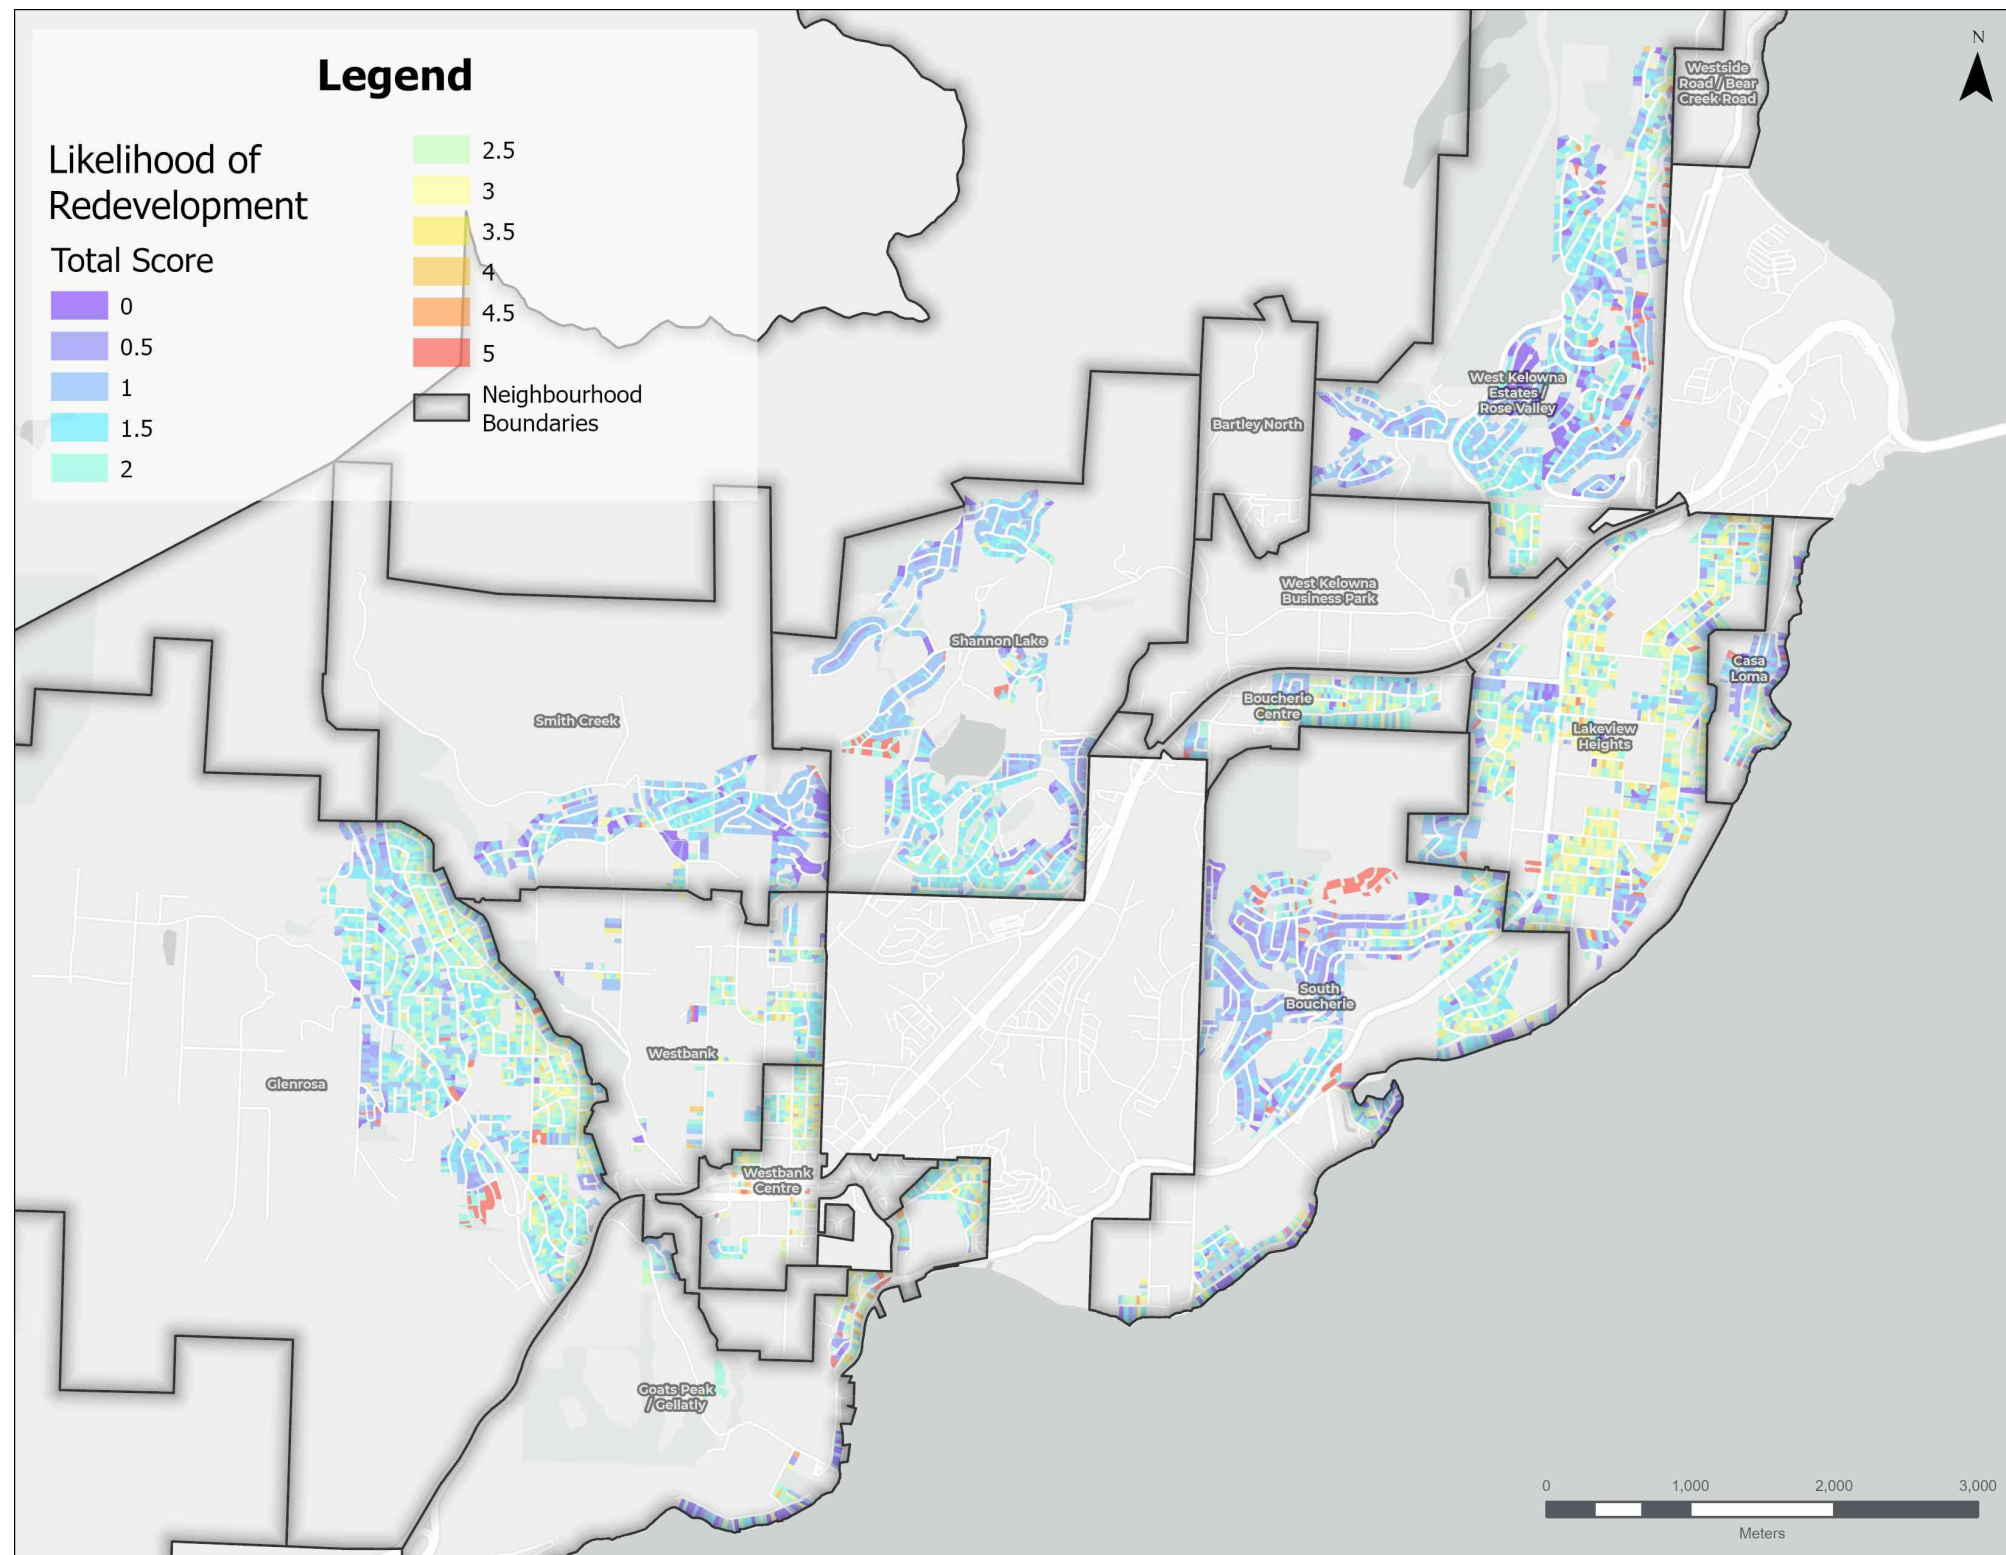 Legend
Likelihood of
Redevelopment
Total Score
0
0.5
1
1.5
2
2.5
3
3.5
4
4.5
5
Neighbourhood
Boundaries
N
Westside
Road / Bear
Creek Road
West Kelowna
Estates /
Rose Valley
Bartley North
West Kelowna
Business Park
Shannon Lake
Casa
Loma
Boucherie
Centre
Smith Creek
Lakeview
Heights
South
Boucherie
Westbank
Glenrosa
Westbank
Centre
Goats Peak
/ Gellatly
0 1,000 2,000 3,000
Meters